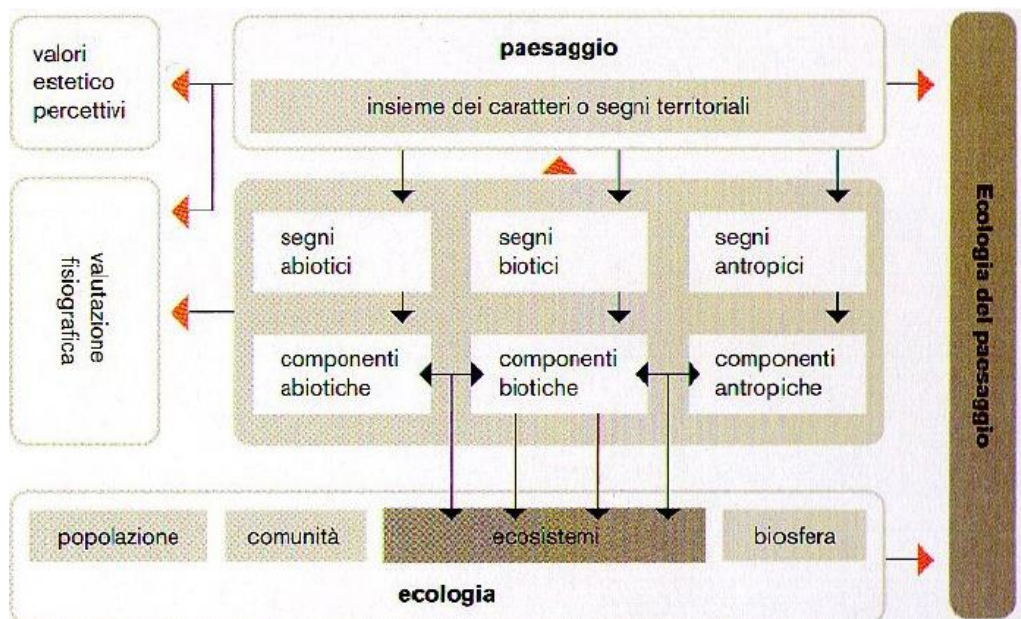 valori
estetico
percettivi
paesaggio
insieme dei caratteri o segni territoriali
valutazione
fisiografica
segni
abiotici
segni
biotici
segni
antropici
componenti
abiotiche
componenti
biotiche
componenti
antropiche
popolazione
comunità
ecosistemi
biosfera
ecologia
Ecologia del paesaggio